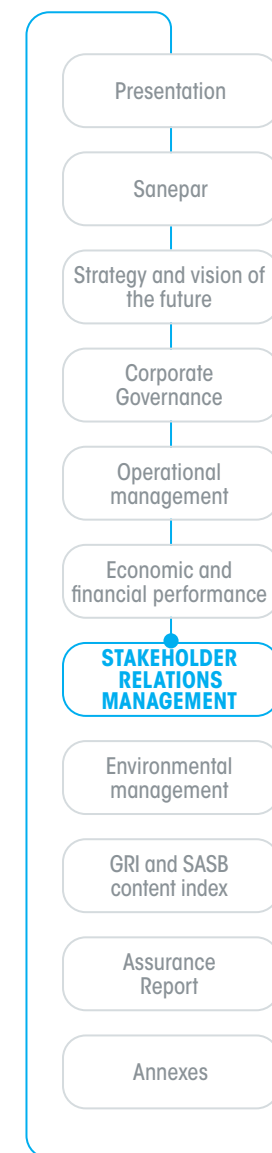 Presentation
Sanepar
Strategy and vision of
the future
Corporate
Governance
Operational
management
Economic and
financial performance
STAKEHOLDER
RELATIONS
MANAGEMENT
Environmental
management
GRI and SASB
content index
Assurance
Report
Annexes